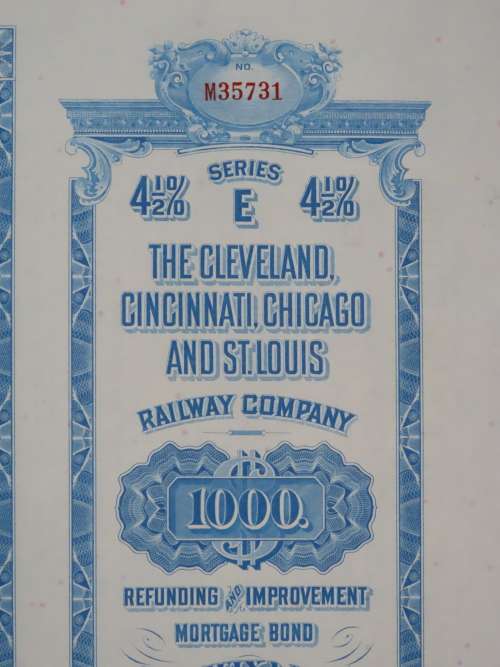 NO.
M35731
SERIES
4½% E 4½%
THE CLEVELAND,
CINCINNATI, CHICAGO
AND ST. LOUIS
RAILWAY COMPANY
1000.
REFUNDING AND IMPROVEMENT
MORTGAGE BOND